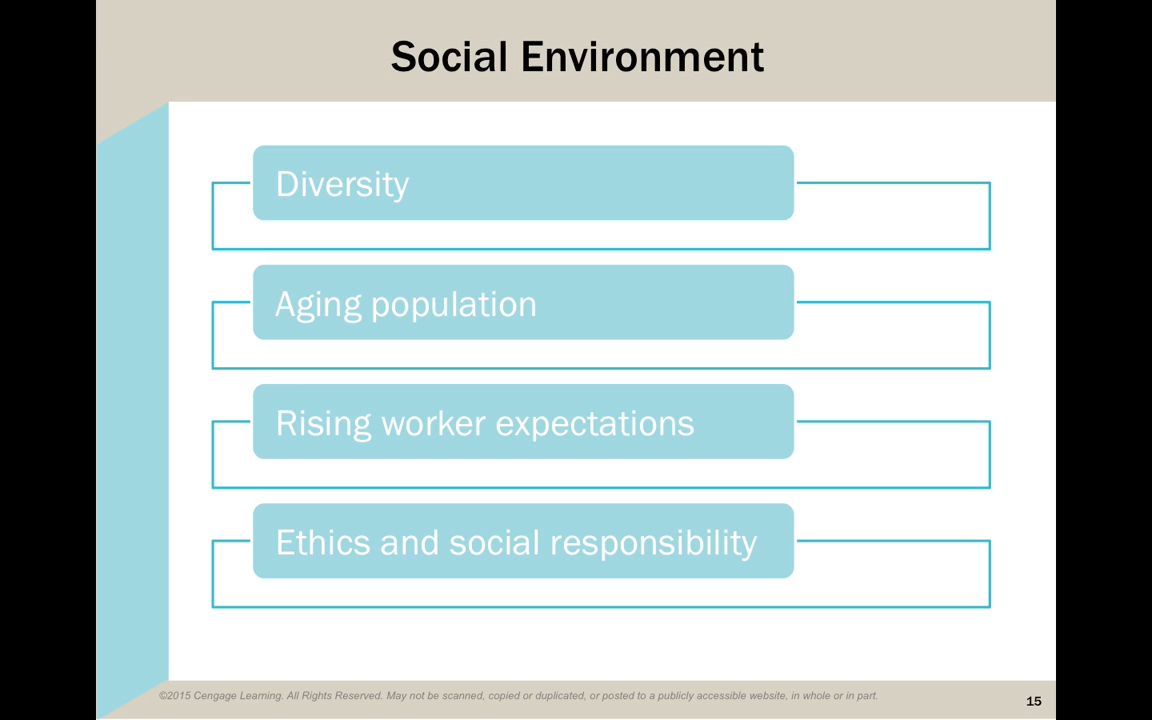 Social Environment
Diversity
Aging population
Rising worker expectations
Ethics and social responsibility
©2015 Cengage Learning. All Rights Reserved. May not be scanned, copied or duplicated, or posted to a publicly accessible website, in whole or in part.
15